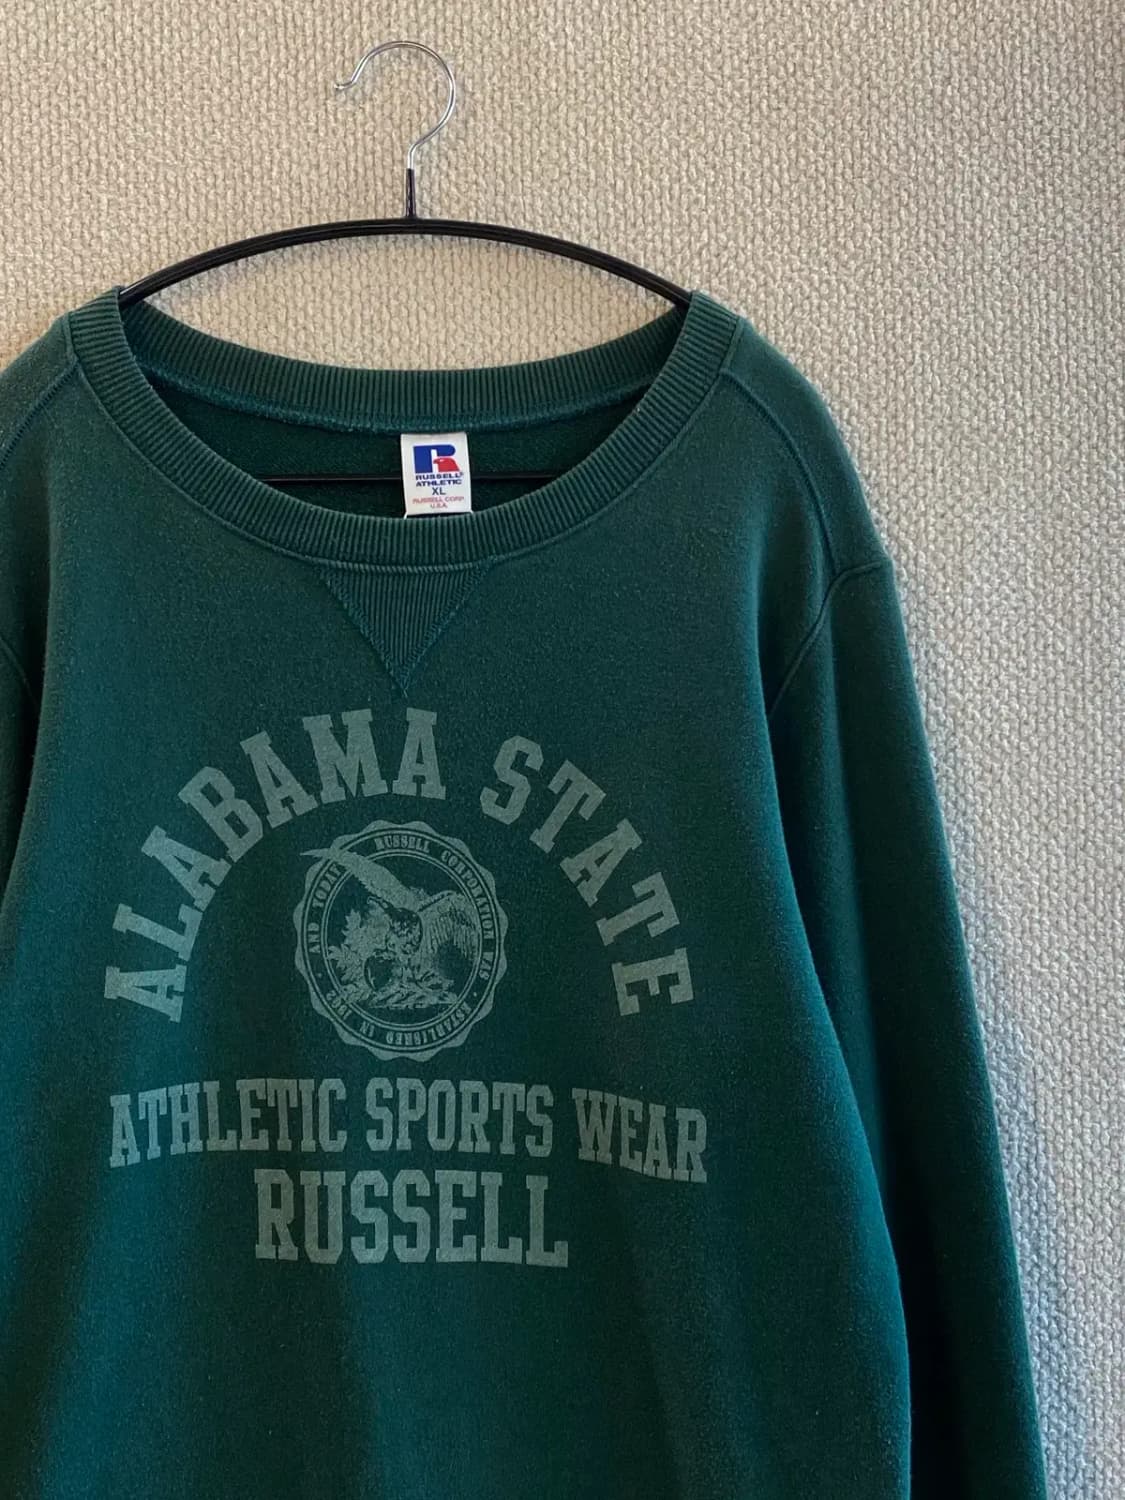 RUSSELL®
ATHLETIC
XL
RUSSELL CORP.
U.S.A.
ALABAMA STATE
RUSSELL CORPORATION WAS
ESTABLISHED IN 1902
AND TODAY
ATHLETIC SPORTS WEAR
RUSSELL